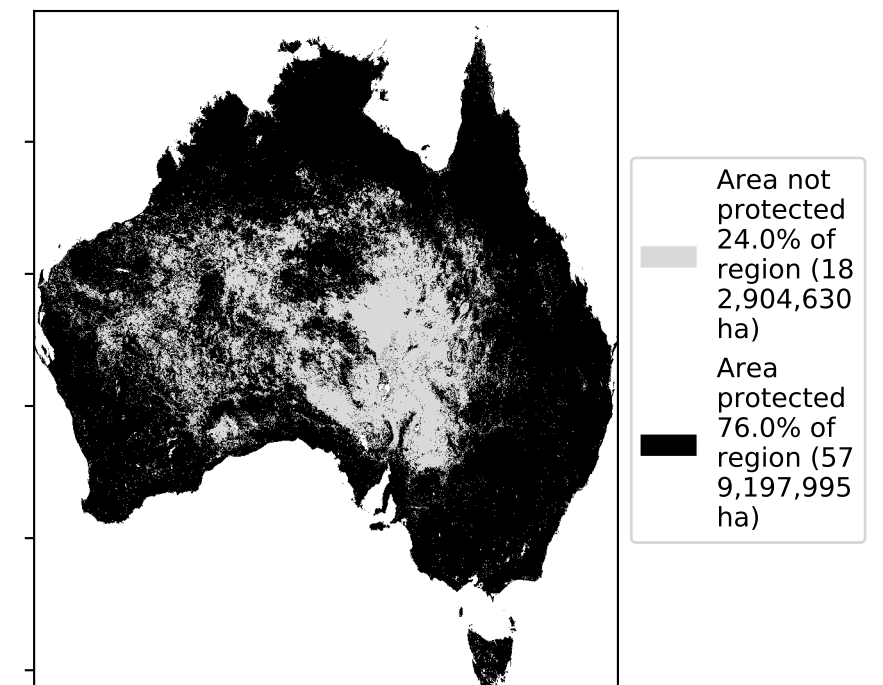 Area not
protected
24.0% of
region (18
2,904,630
ha)
Area
protected
76.0% of
region (57
9,197,995
ha)